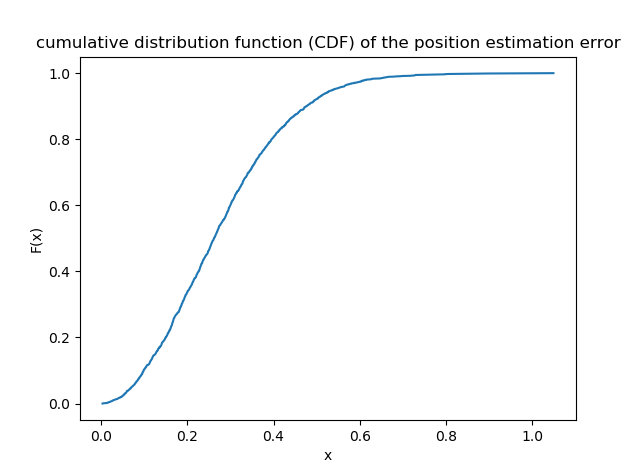 cumulative distribution function (CDF) of the position estimation error
1.0
0.8
0.6
0.4
0.2
0.0
F(x)
0.0 0.2 0.4 0.6 0.8 1.0
x